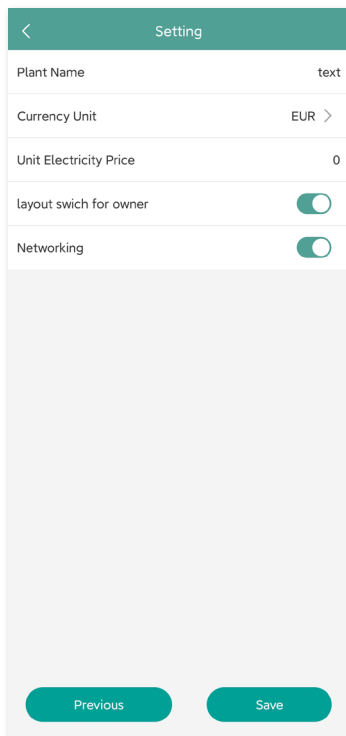 Setting
Plant Name text
Currency Unit EUR
Unit Electricity Price 0
layout swich for owner
Networking
Previous Save